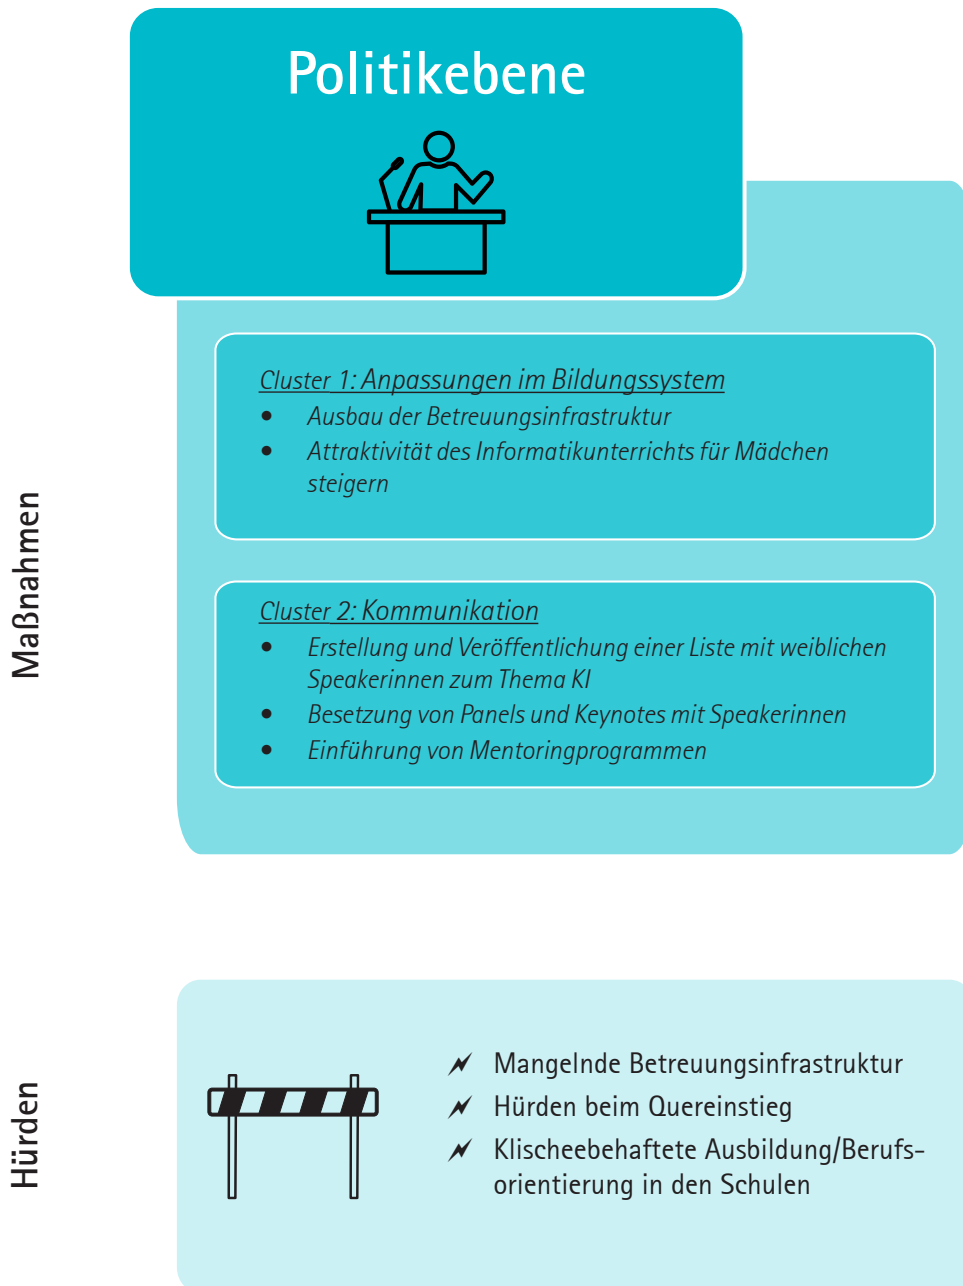 Politikebene
Maßnahmen
Cluster 1: Anpassungen im Bildungssystem
• Ausbau der Betreuungsinfrastruktur
• Attraktivität des Informatikunterrichts für Mädchen
steigern
Cluster 2: Kommunikation
• Erstellung und Veröffentlichung einer Liste mit weiblichen
Speakerinnen zum Thema KI
• Besetzung von Panels und Keynotes mit Speakerinnen
• Einführung von Mentoringprogrammen
Hürden
Mangelnde Betreuungsinfrastruktur
Hürden beim Quereinstieg
Klischeebehaftete Ausbildung/Berufs-
orientierung in den Schulen